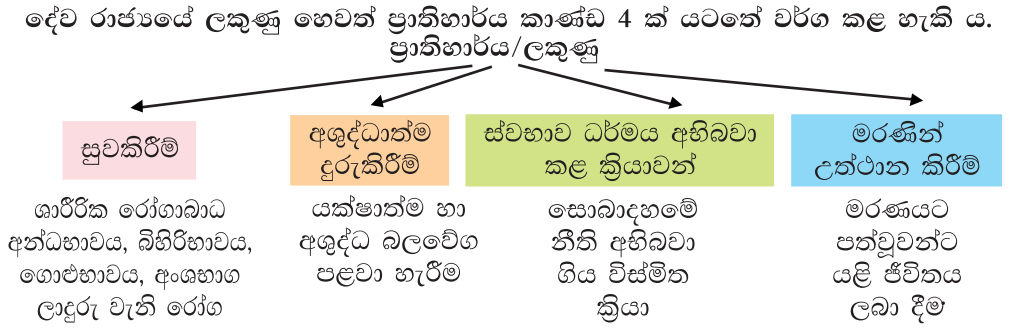 දේව රාජ්‍යයේ ලකුණු හෙවත් ප්‍රාතිහාර්ය කාණ්ඩ 4 ක් යටතේ වර්ග කළ හැකි ය.
ප්‍රාතිහාර්ය/ලකුණු
සුවකිරීම්
ශාරීරික රෝගාබාධ
අන්ධභාවය, බිහිරිභාවය,
ගොළුභාවය, අංශභාග
ලාදුරු වැනි රෝග
අශුද්ධාත්ම
දුරුකිරීම්
යක්ෂාත්ම හා
අශුද්ධ බලවේග
පළවා හැරීම
ස්වභාව ධර්මය අභිබවා
කළ ක්‍රියාවන්
සොබාදහමේ
නීති අභිබවා
ගිය විස්මිත
ක්‍රියා
මරණින්
උත්ථාන කිරීම්
මරණයට
පත්වූවන්ට
යළි ජීවිතය
ලබා දීම